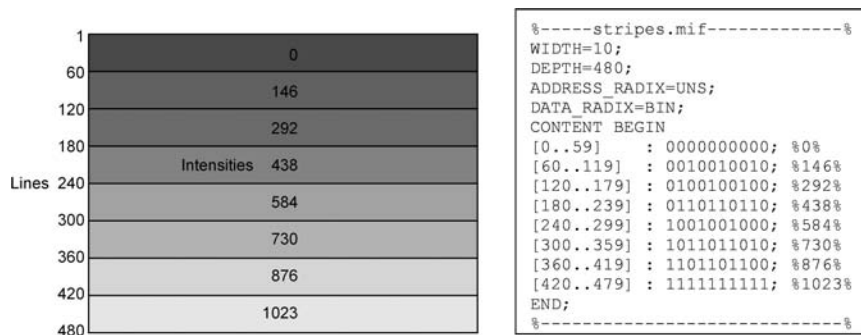 1
0
60
146
120
292
180
Intensities 438
Lines 240
584
300
730
360
876
420
1023
480
%-----stripes.mif-------------%
WIDTH=10;
DEPTH=480;
ADDRESS_RADIX=UNS;
DATA_RADIX=BIN;
CONTENT BEGIN
[0..59] : 0000000000; %0%
[60..119] : 0010010010; %146%
[120..179] : 0100100100; %292%
[180..239] : 0110110110; %438%
[240..299] : 1001001000; %584%
[300..359] : 1011011010; %730%
[360..419] : 1101101100; %876%
[420..479] : 1111111111; %1023%
END;
%-----------------------------%